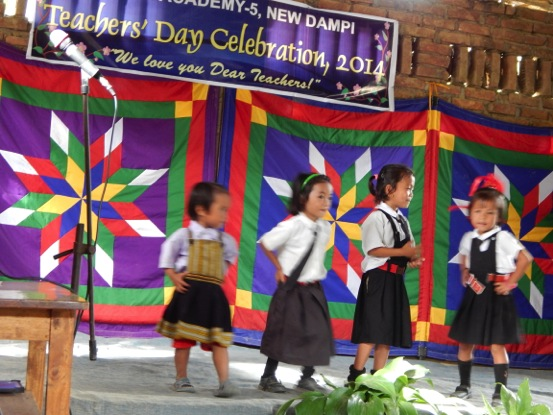 ACADEMY-5, NEW DAMPI
Teachers' Day Celebration, 2014
"We love you Dear Teachers!"